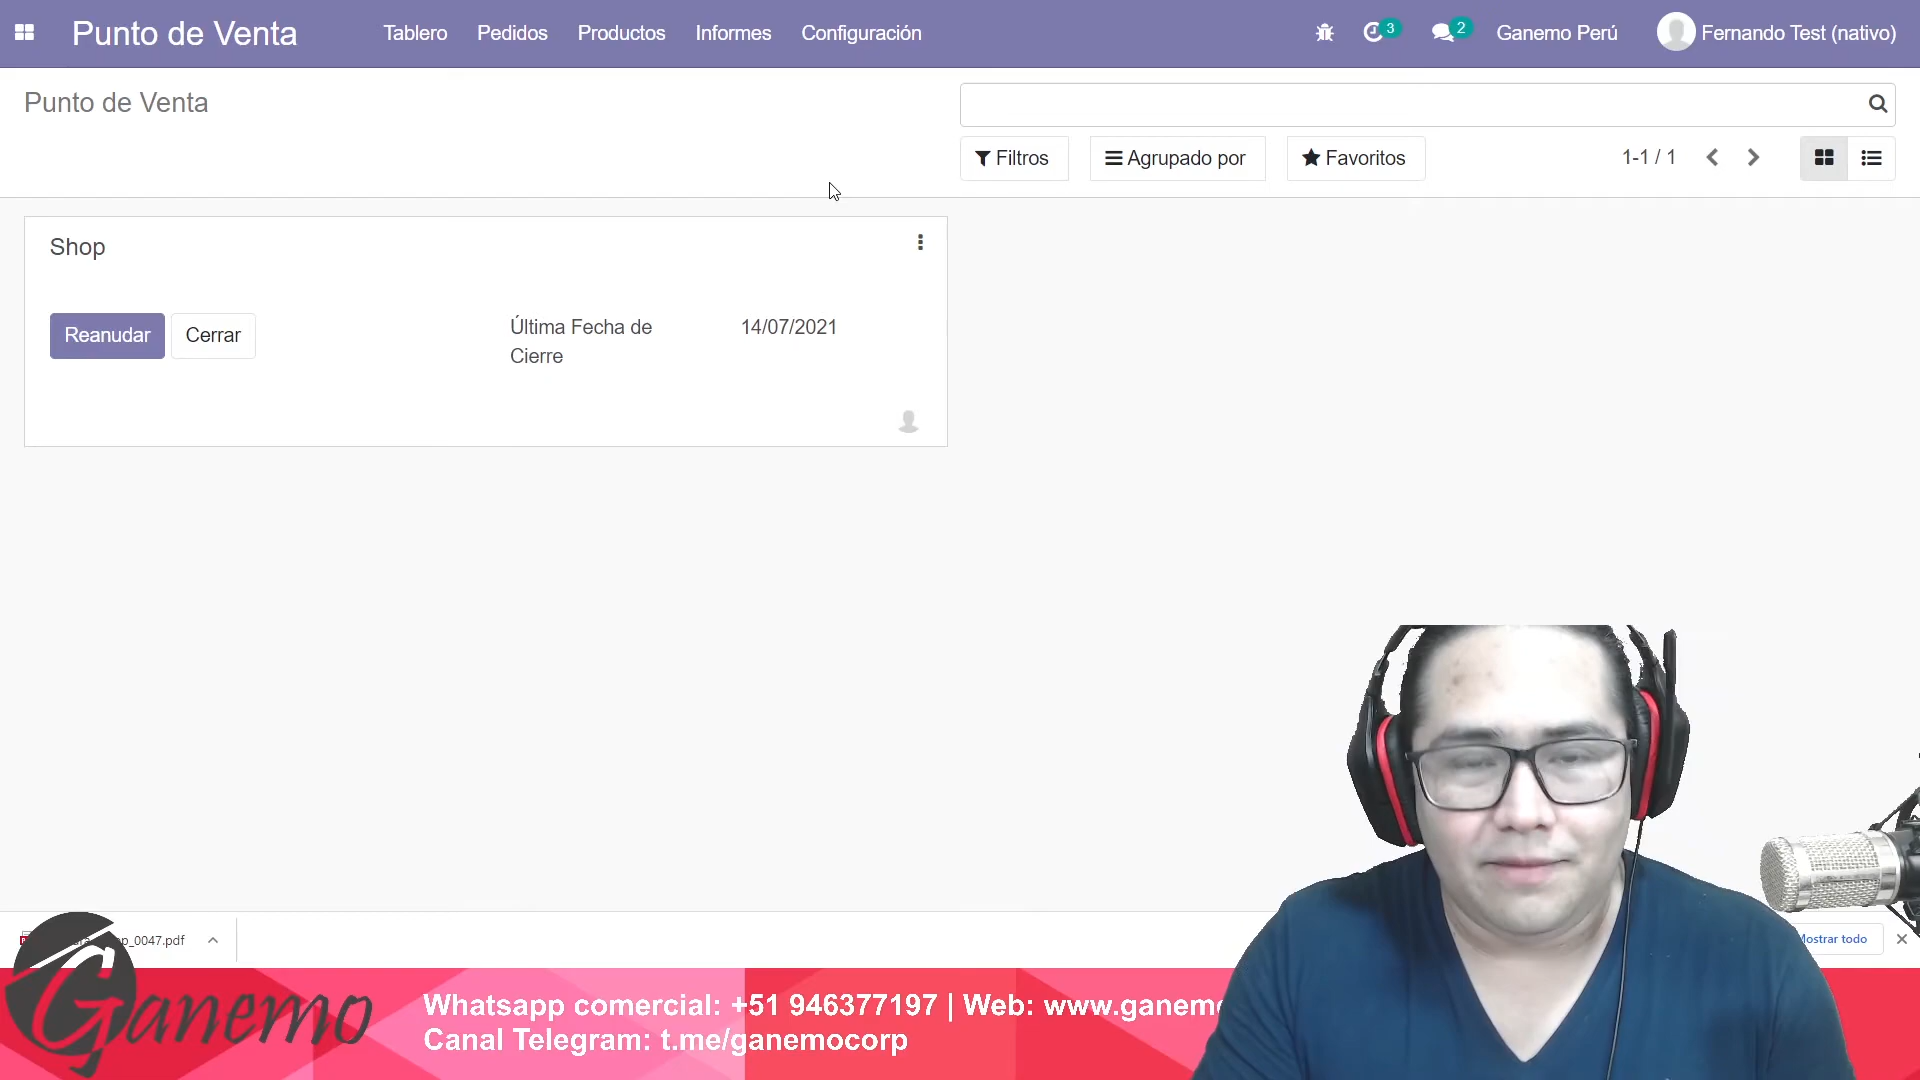 Punto de Venta
Tablero
Pedidos
Productos
Informes
Configuración
3
2
Ganemo Perú
Fernando Test (nativo)
Punto de Venta
Filtros
Agrupado por
Favoritos
1-1 / 1
Shop
Reanudar
Cerrar
Última Fecha de
Cierre
14/07/2021
_0047.pdf
Mostrar todo
Ganemo
Whatsapp comercial: +51 946377197 | Web: www.ganem
Canal Telegram: t.me/ganemocorp